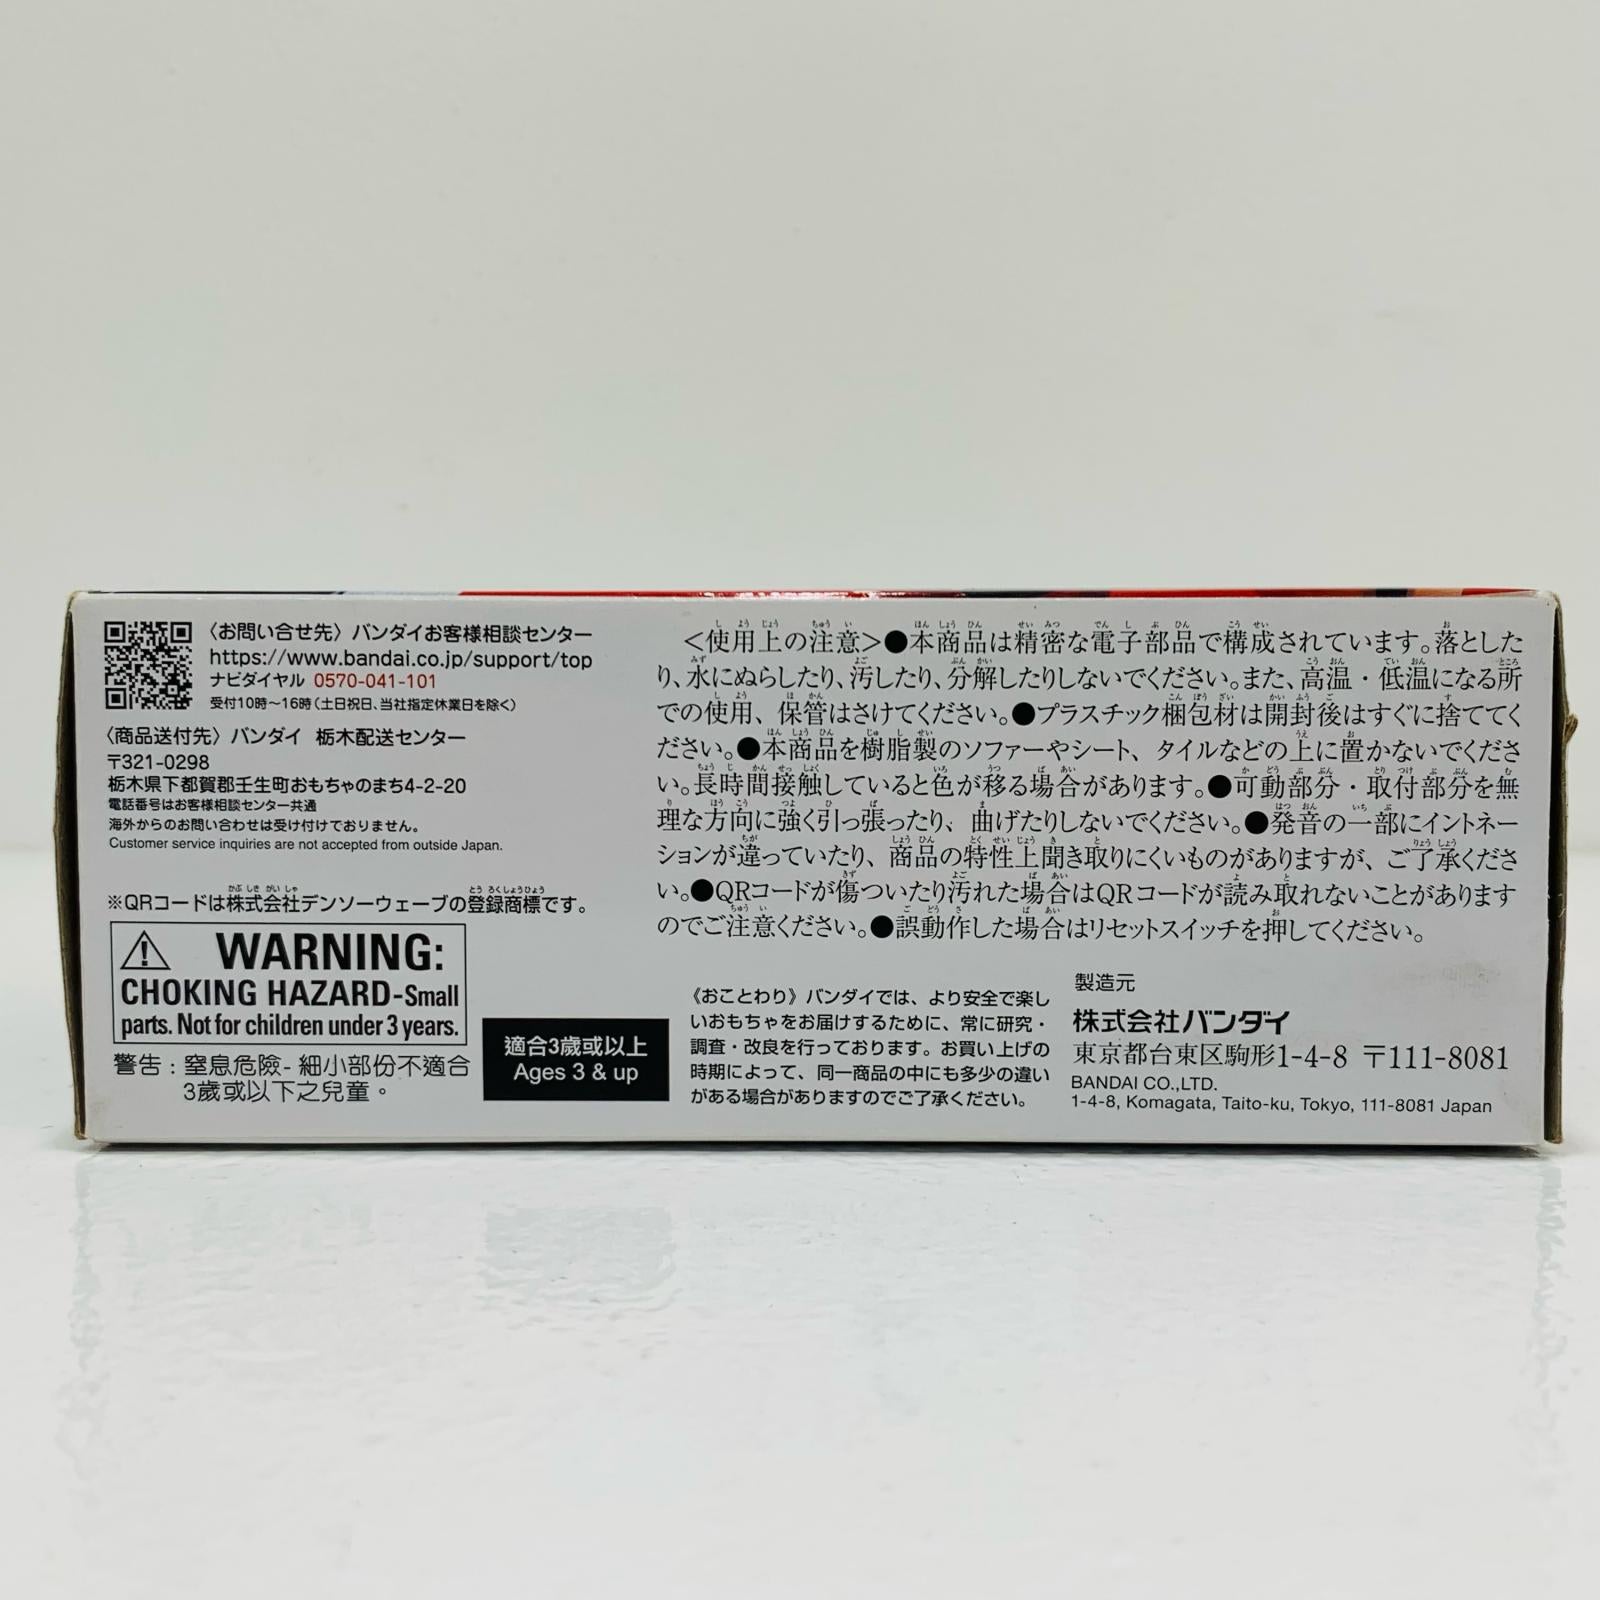 〈お問い合せ先〉バンダイお客様相談センター
https://www.bandai.co.jp/support/top
ナビダイヤル 0570-041-101
受付10時〜16時(土日祝日、当社指定休業日を除く)
〈商品送付先〉バンダイ 栃木配送センター
〒321-0298
栃木県下都賀郡壬生町おもちゃのまち4-2-20
電話番号はお客様相談センター共通
海外からのお問い合わせは受け付けておりません。
Customer service inquiries are not accepted from outside Japan.
※QRコードは株式会社デンソーウェーブの登録商標です。
WARNING:
CHOKING HAZARD-Small
parts. Not for children under 3 years.
警告:窒息危險-細小部份不適合
3歲或以下之兒童。
適合3歲或以上
Ages 3 & up
<使用上の注意>●本商品は精密な電子部品で構成されています。落とした
り、水にぬらしたり、汚したり、分解したりしないでください。また、高温・低温になる所
での使用、保管はさけてください。●プラスチック梱包材は開封後はすぐに捨ててく
ださい。●本商品を樹脂製のソファーやシート、タイルなどの上に置かないでくださ
い。長時間接触していると色が移る場合があります。●可動部分・取付部分を無
理な方向に強く引っ張ったり、曲げたりしないでください。●発音の一部にイントネー
ションが違っていたり、商品の特性上聞き取りにくいものがありますが、ご了承くださ
い。●QRコードが傷ついたり汚れた場合はQRコードが読み取れないことがあります
のでご注意ください。●誤動作した場合はリセットスイッチを押してください。
《おことわり》バンダイでは、より安全で楽し
いおもちゃをお届けするために、常に研究・
調査・改良を行っております。お買い上げの
時期によって、同一商品の中にも多少の違い
がある場合がありますのでご了承ください。
製造元
株式会社バンダイ
東京都台東区駒形1-4-8 〒111-8081
BANDAI CO.,LTD.
1-4-8, Komagata, Taito-ku, Tokyo, 111-8081 Japan